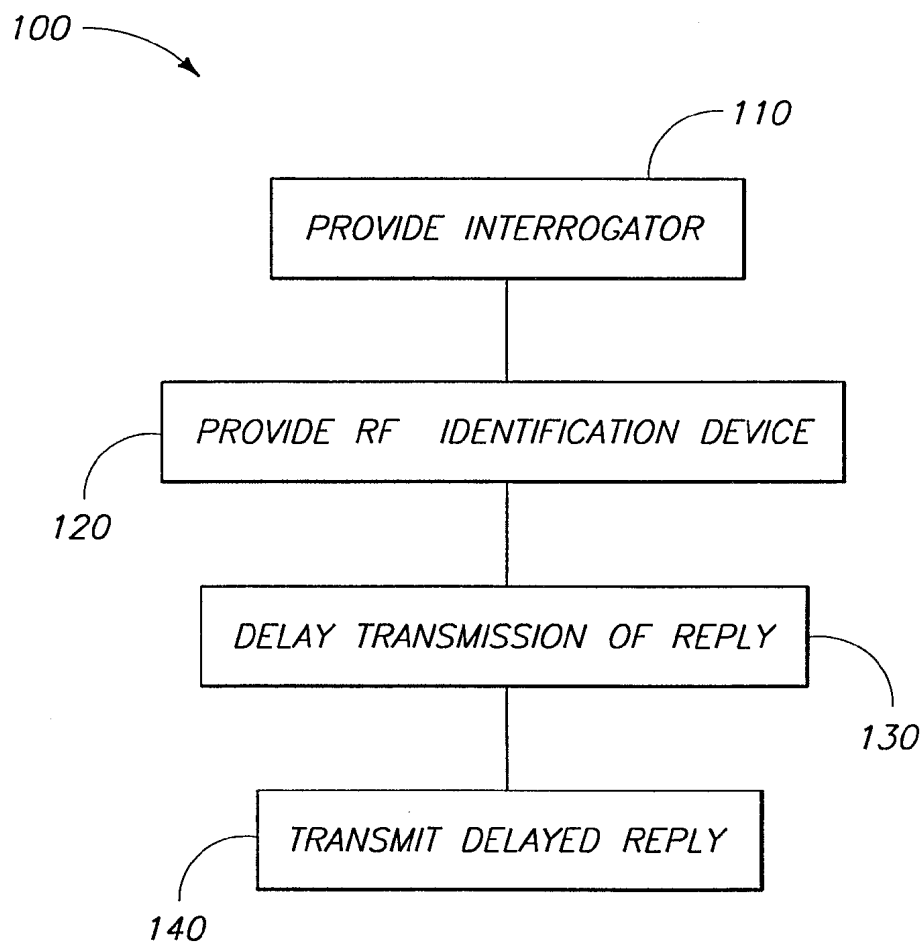 100
110
PROVIDE INTERROGATOR
PROVIDE RF IDENTIFICATION DEVICE
120
DELAY TRANSMISSION OF REPLY
130
TRANSMIT DELAYED REPLY
140